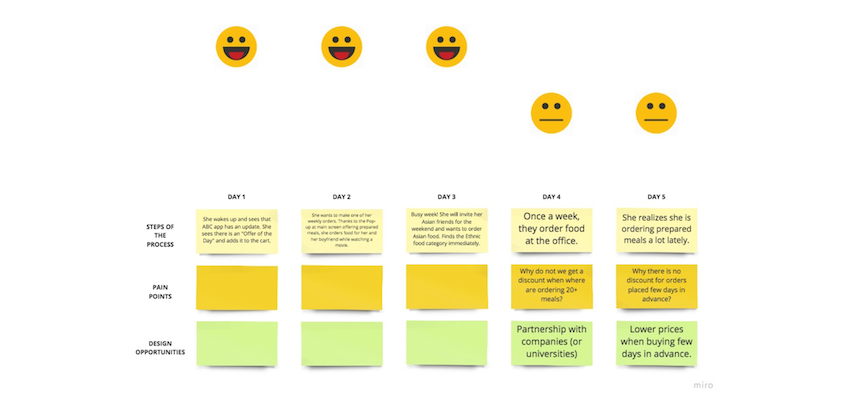 DAY 1
DAY 2
DAY 3
DAY 4
DAY 5
STEPS OF
THE
PROCESS
She wakes up and sees that
ABC app has an update. She
sees there is an "Offer of
the Day" and adds it to the cart.
She wants to make one of her
weekly orders. Thanks to the Pop-
up at main screen offering prepared
meals, she orders food for her and
her boyfriend while watching a
movie.
Busy week! She will invite her
Asian friends for the
weekend and wants to order
Asian food. Finds the Ethnic
food category immediately.
Once a week,
they order food
at the office.
She realizes she is
ordering prepared
meals a lot lately.
PAIN
POINTS
Why do not we get a
discount when where
are ordering 20+
meals?
Why there is no
discount for orders
placed few days in
advance?
DESIGN
OPPORTUNITIES
Partnership with
companies (or
universities)
Lower prices
when buying few
days in advance.
miro